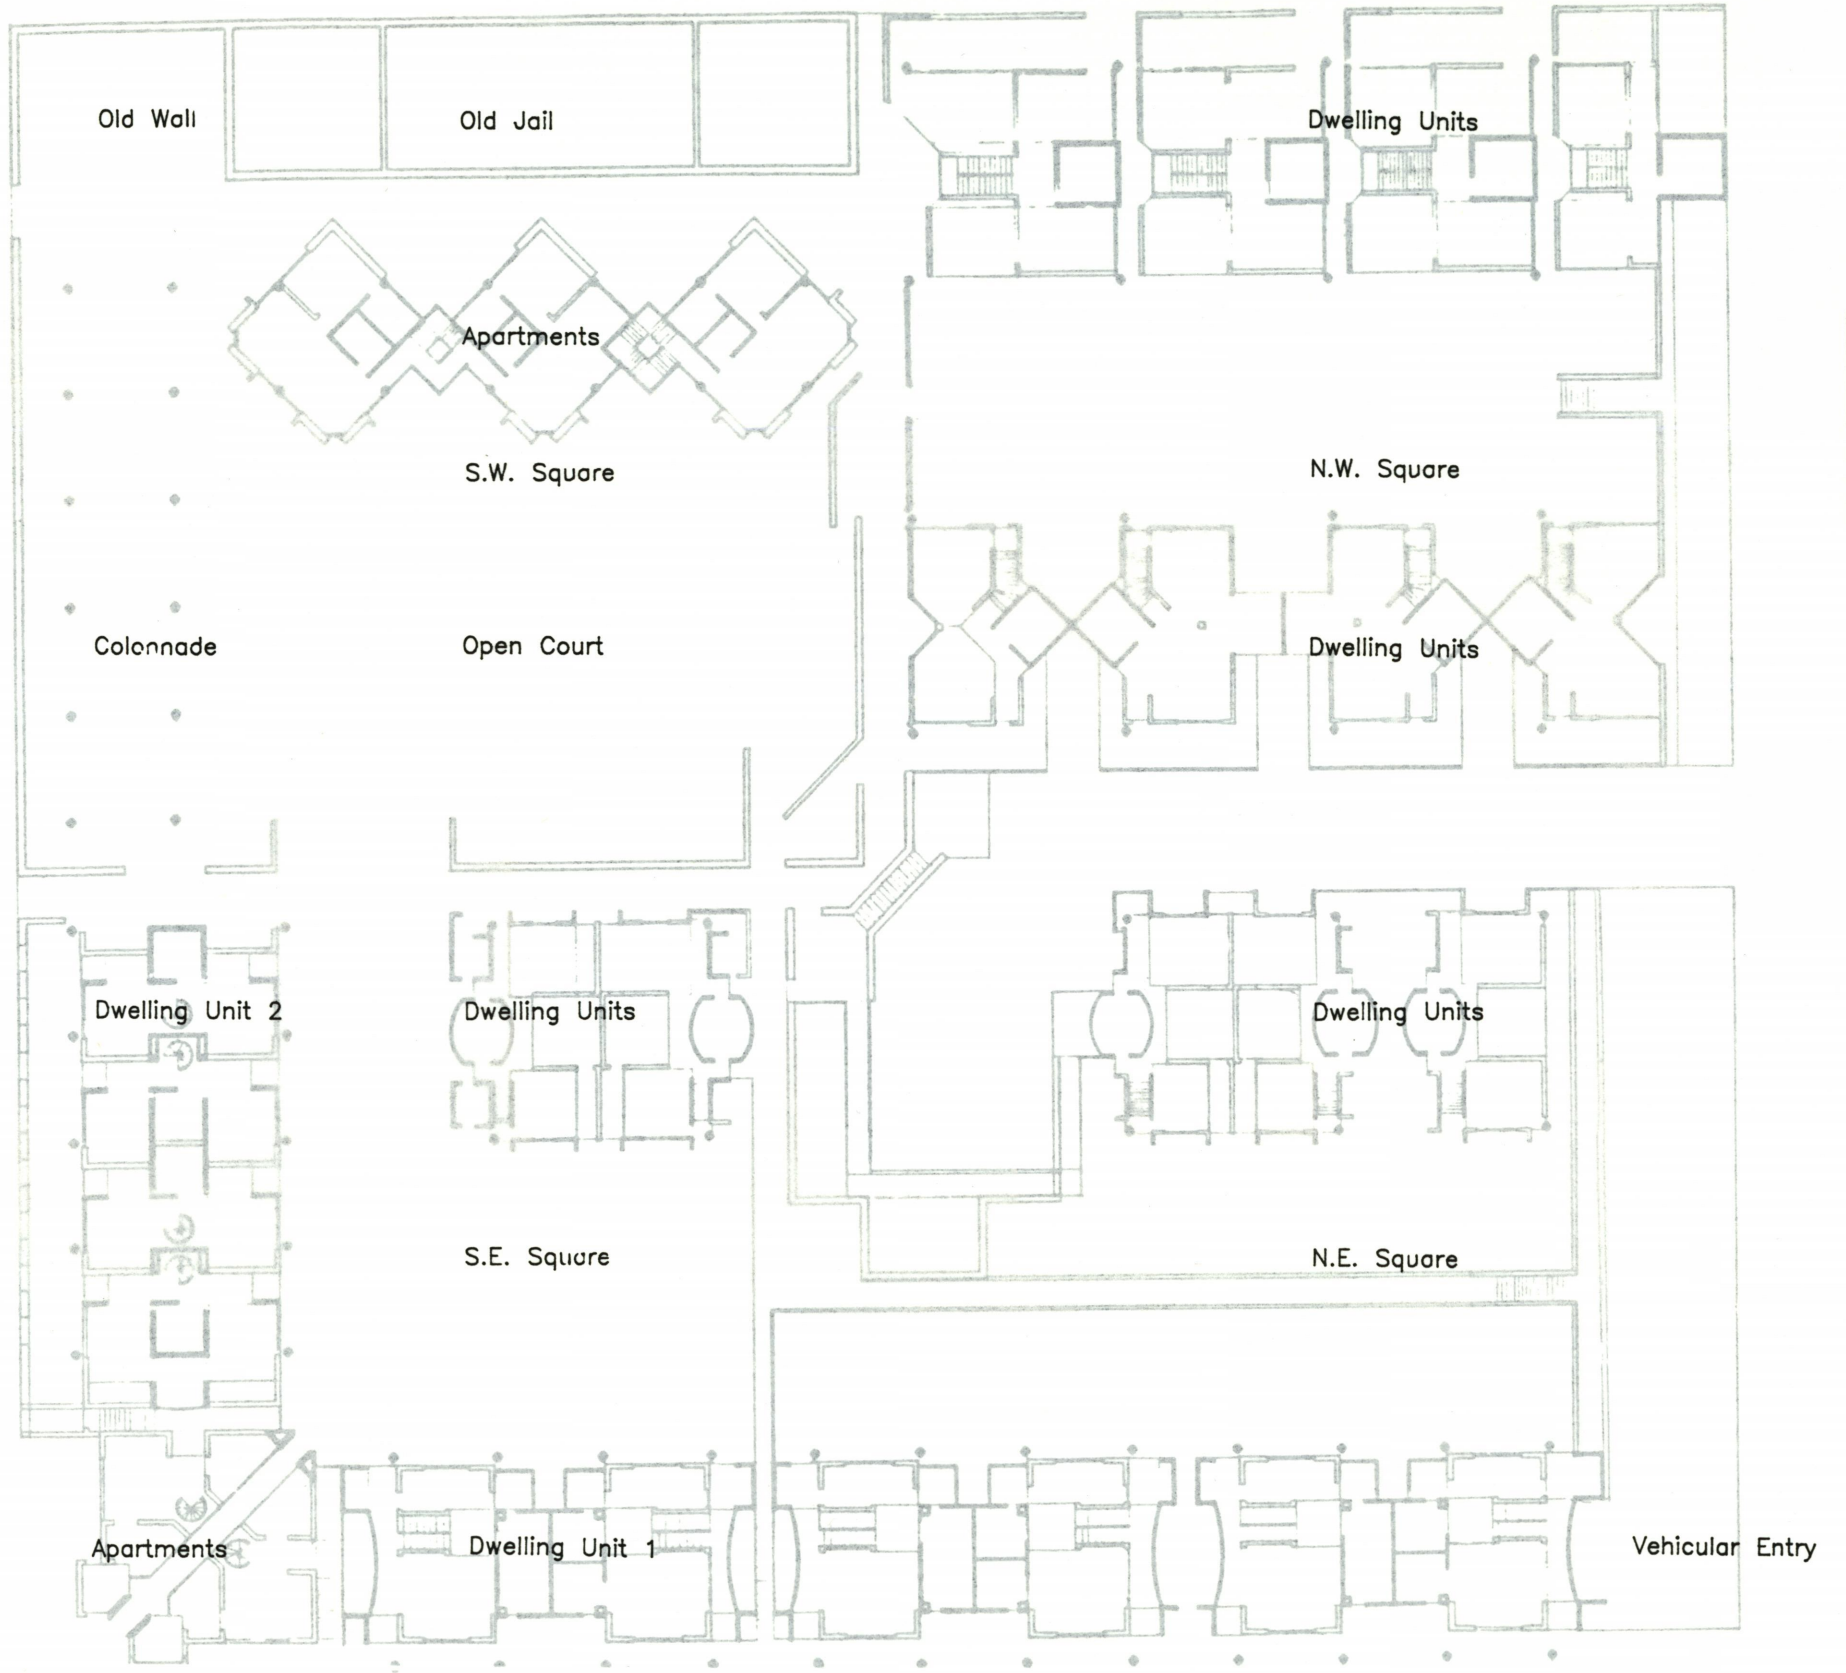 Old Wall
Old Jail
Dwelling Units
Apartments
S.W. Square
N.W. Square
Colonnade
Open Court
Dwelling Units
Dwelling Unit 2
Dwelling Units
Dwelling Units
S.E. Square
N.E. Square
Apartments
Dwelling Unit 1
Vehicular Entry